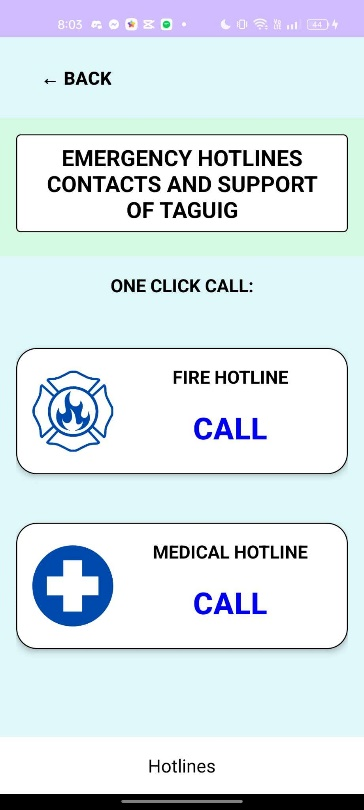 8:03
44
← BACK
EMERGENCY HOTLINES
CONTACTS AND SUPPORT
OF TAGUIG
ONE CLICK CALL:
FIRE HOTLINE
CALL
MEDICAL HOTLINE
CALL
Hotlines